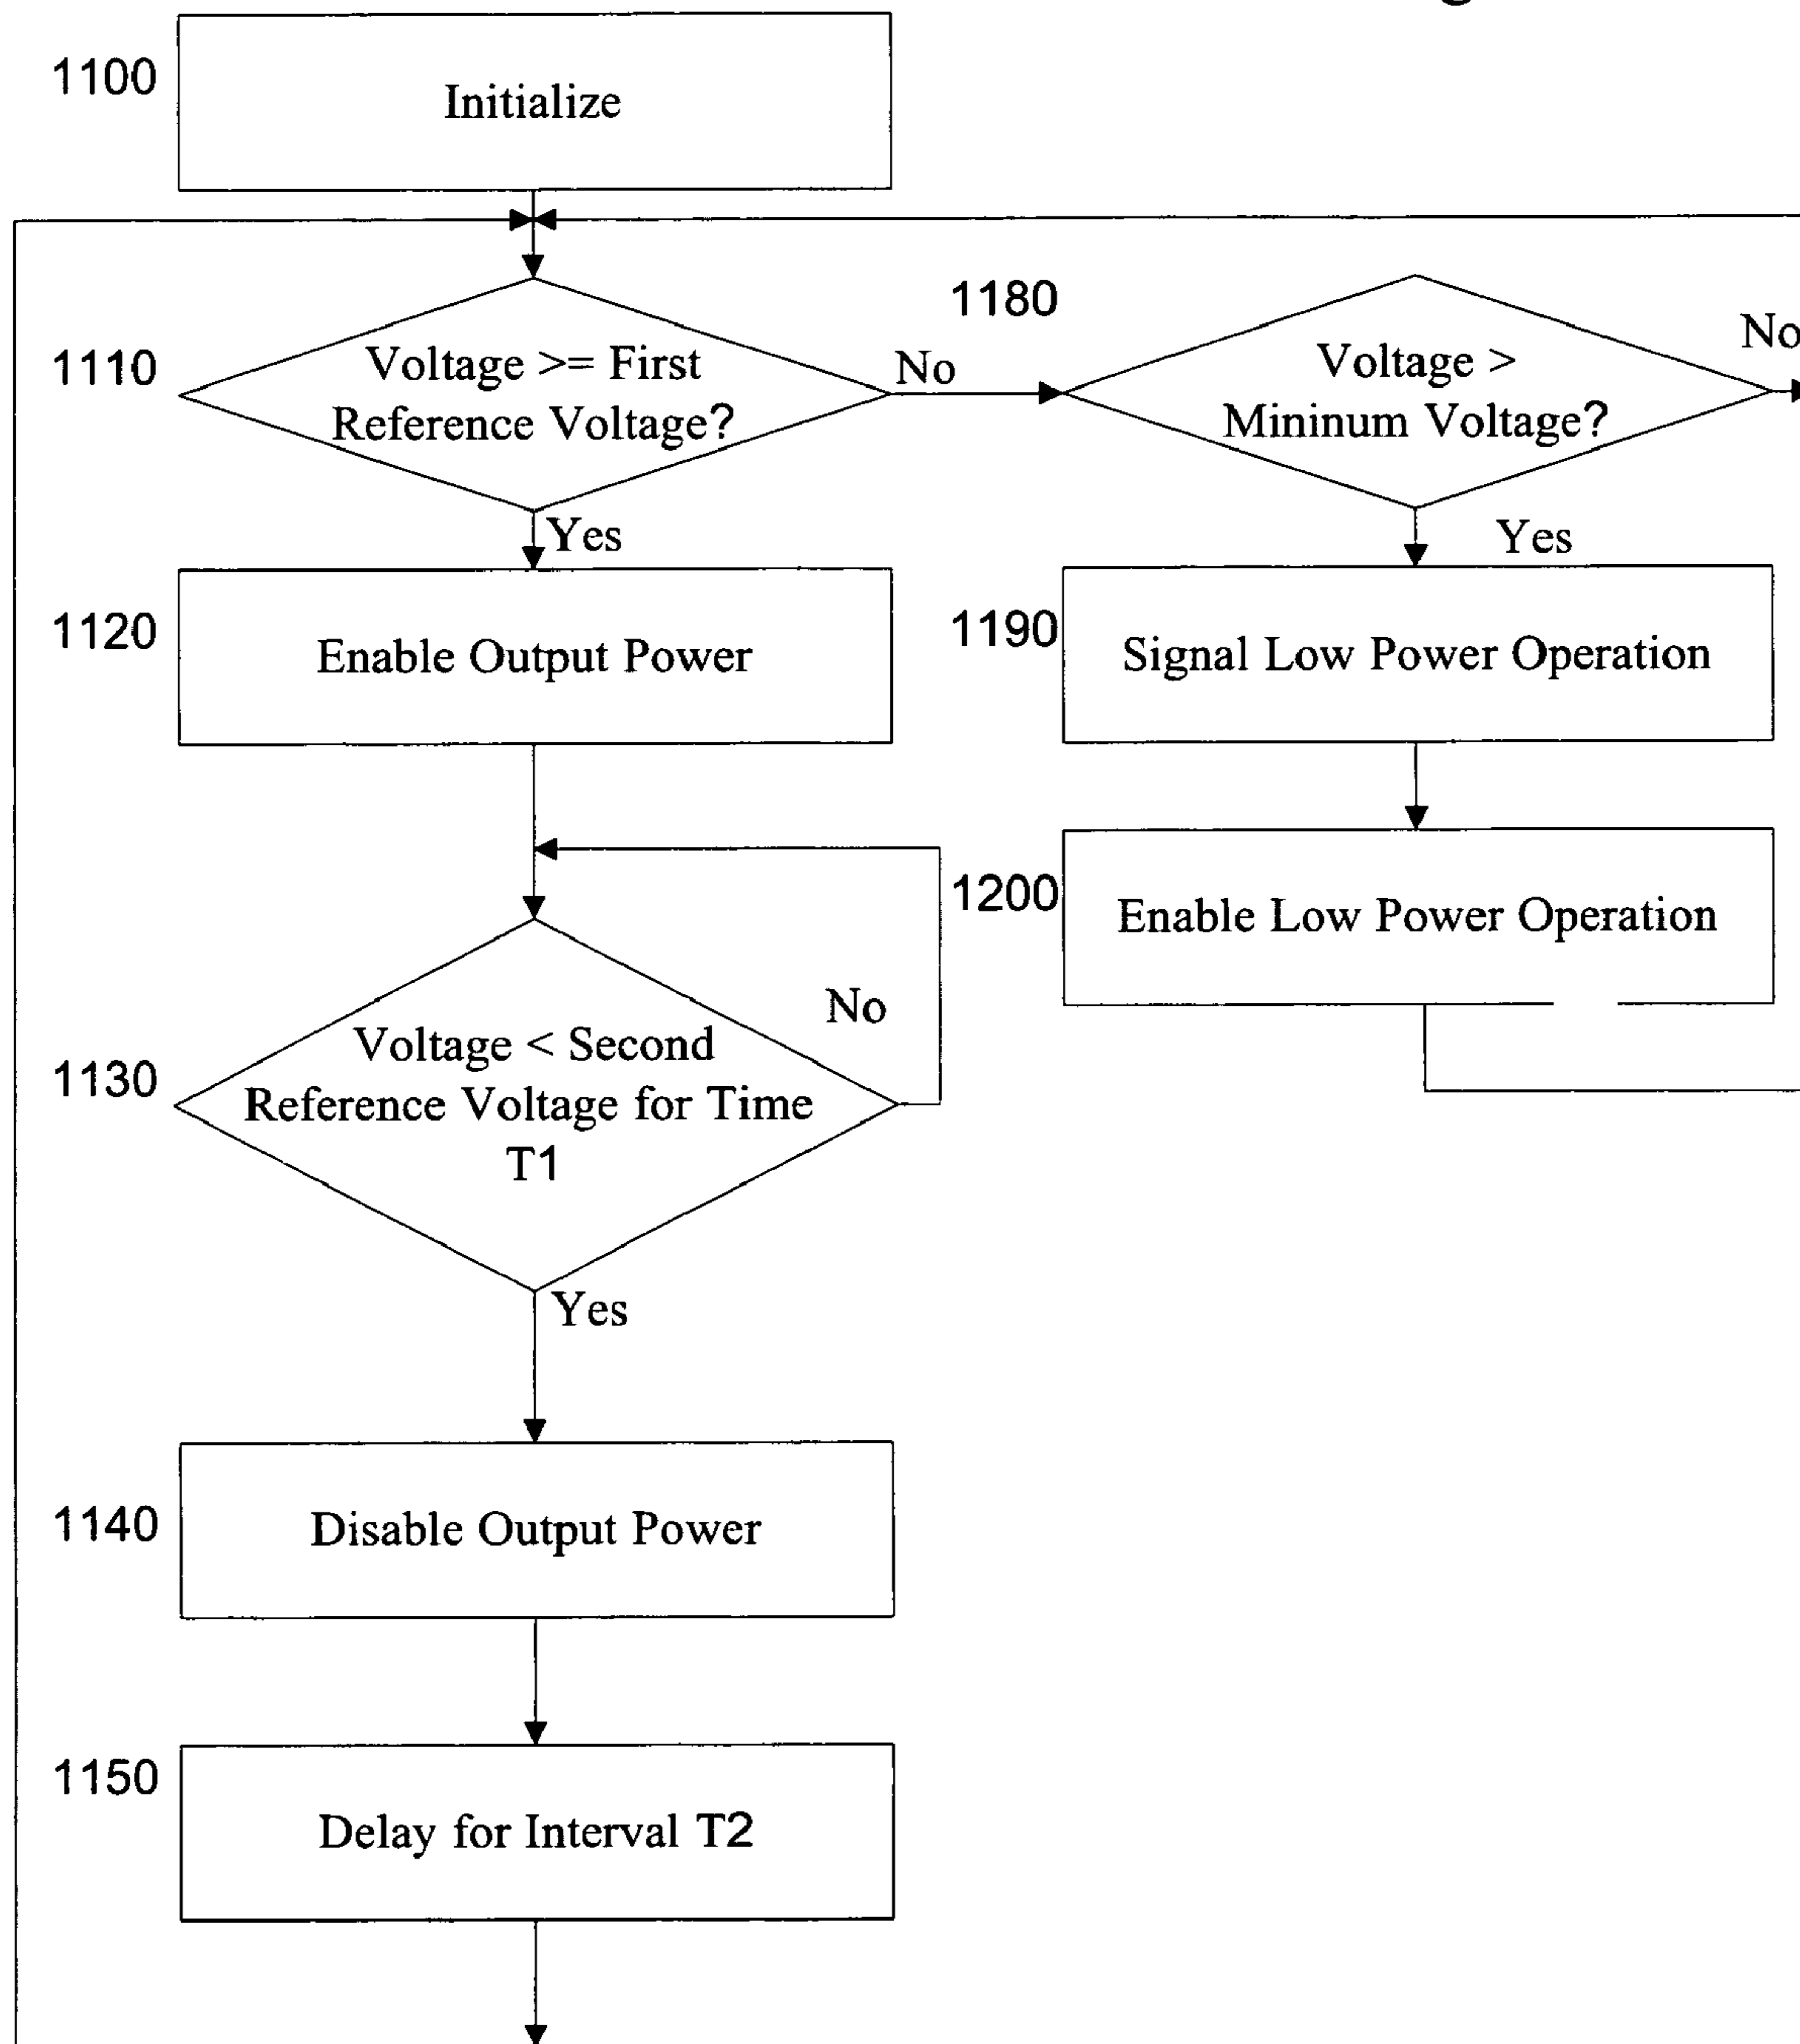 1100
Initialize
1110
Voltage >= First
Reference Voltage?
No
1180
Voltage >
Mininum Voltage?
No
Yes
Yes
1120
Enable Output Power
1190
Signal Low Power Operation
1200
Enable Low Power Operation
No
1130
Voltage < Second
Reference Voltage for Time
T1
Yes
1140
Disable Output Power
1150
Delay for Interval T2